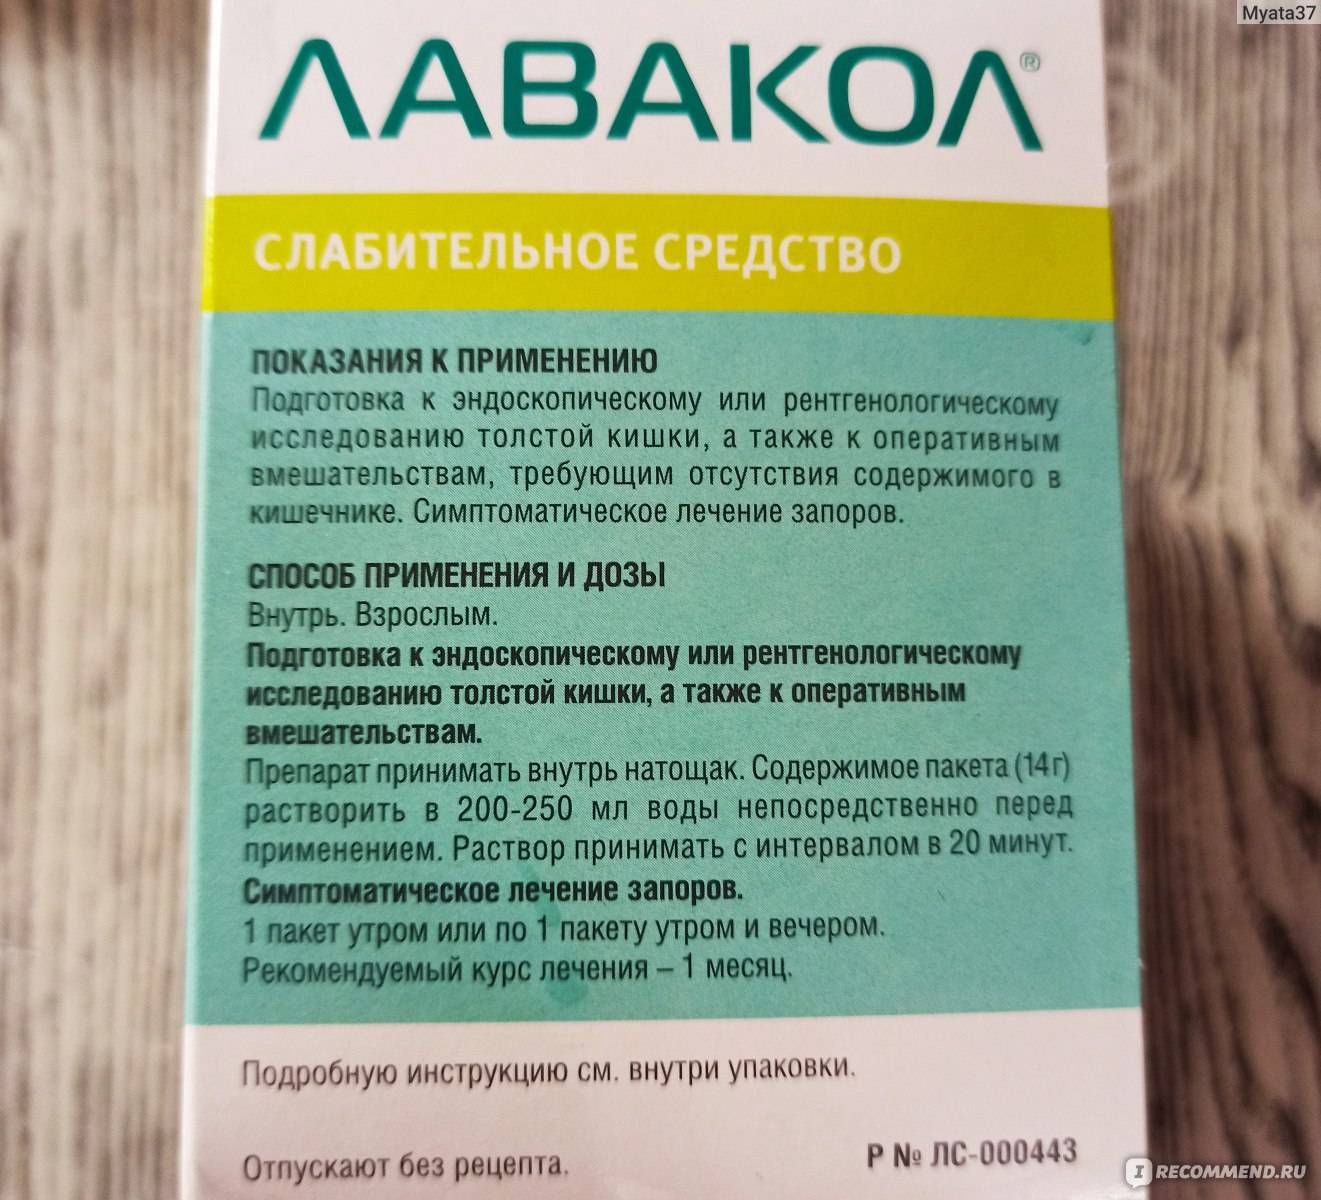 Myata37
ЛАВАКОЛ®
СЛАБИТЕЛЬНОЕ СРЕДСТВО
ПОКАЗАНИЯ К ПРИМЕНЕНИЮ
Подготовка к эндоскопическому или рентгенологическому
исследованию толстой кишки, а также к оперативным
вмешательствам, требующим отсутствия содержимого в
кишечнике. Симптоматическое лечение запоров.
СПОСОБ ПРИМЕНЕНИЯ И ДОЗЫ
Внутрь. Взрослым.
Подготовка к эндоскопическому или рентгенологическому
исследованию толстой кишки, а также к оперативным
вмешательствам.
Препарат принимать внутрь натощак. Содержимое пакета (14г)
растворить в 200-250 мл воды непосредственно перед
применением. Раствор принимать с интервалом в 20 минут.
Симптоматическое лечение запоров.
1 пакет утром или по 1 пакету утром и вечером.
Рекомендуемый курс лечения – 1 месяц.
Подробную инструкцию см. внутри упаковки.
Отпускают без рецепта.
Р № ЛС-000443
IRECOMMEND.RU